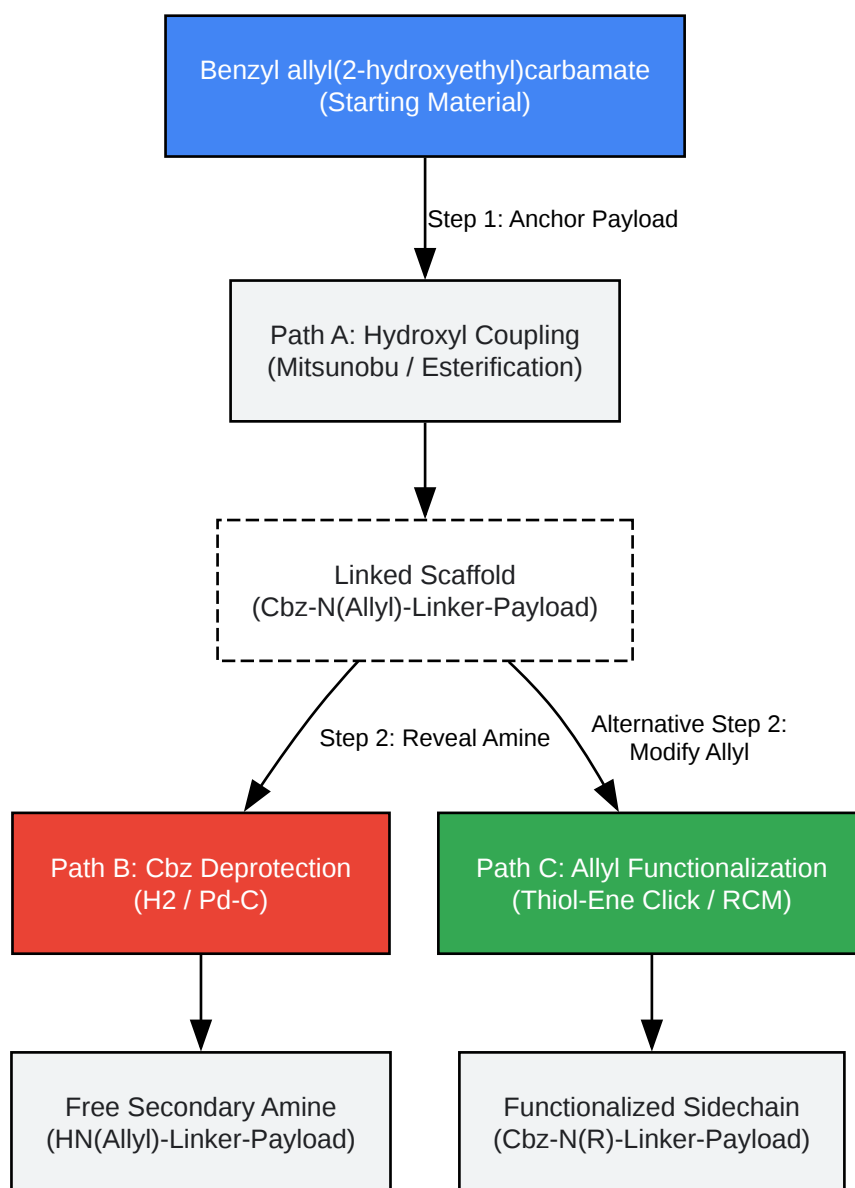 Benzyl allyl(2-hydroxyethyl)carbamate
(Starting Material)
Step 1: Anchor Payload
Path A: Hydroxyl Coupling
(Mitsunobu / Esterification)
Linked Scaffold
(Cbz-N(Allyl)-Linker-Payload)
Step 2: Reveal Amine
Alternative Step 2:
Modify Allyl
Path B: Cbz Deprotection
(H2 / Pd-C)
Path C: Allyl Functionalization
(Thiol-Ene Click / RCM)
Free Secondary Amine
(HN(Allyl)-Linker-Payload)
Functionalized Sidechain
(Cbz-N(R)-Linker-Payload)